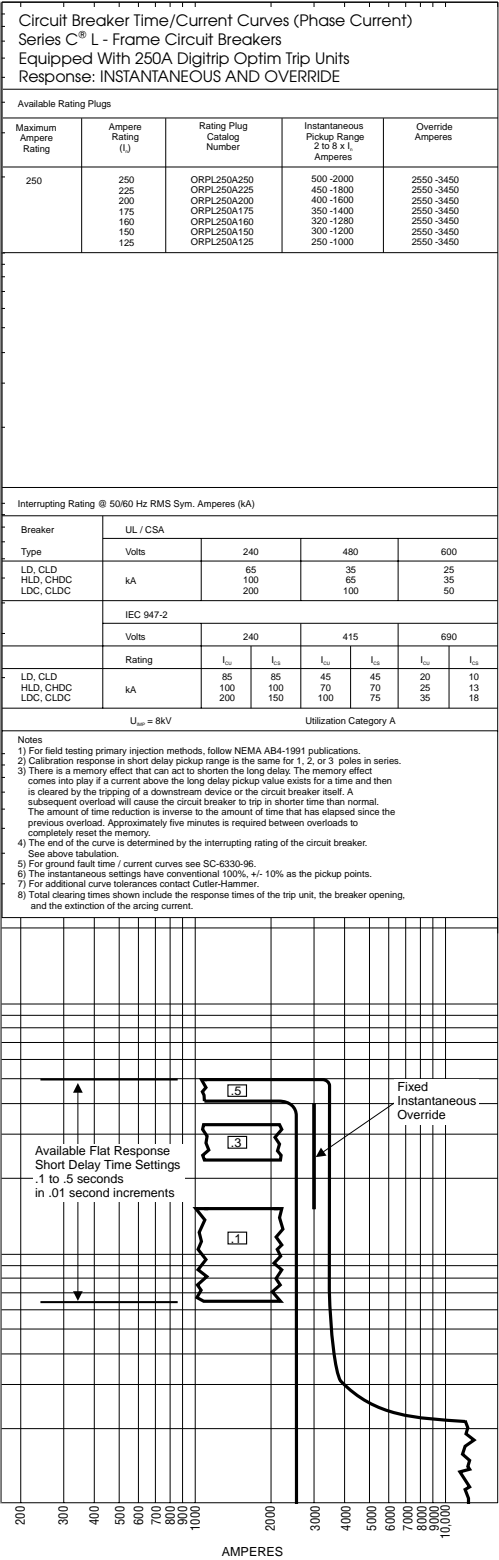 Circuit Breaker Time/Current Curves (Phase Current)
Series C® L - Frame Circuit Breakers
Equipped With 250A Digitrip Optim Trip Units
Response: INSTANTANEOUS AND OVERRIDE
Available Rating Plugs
Maximum Ampere Rating
Ampere Rating (In)
Rating Plug Catalog Number
Instantaneous Pickup Range 2 to 8 x In Amperes
Override Amperes
250 250 ORPL250A250 500 -2000 2550 -3450
225 ORPL250A225 450 -1800 2550 -3450
200 ORPL250A200 400 -1600 2550 -3450
175 ORPL250A175 350 -1400 2550 -3450
160 ORPL250A160 320 -1280 2550 -3450
150 ORPL250A150 300 -1200 2550 -3450
125 ORPL250A125 250 -1000 2550 -3450
Interrupting Rating @ 50/60 Hz RMS Sym. Amperes (kA)
Breaker UL / CSA
Type Volts 240 480 600
LD, CLD 65 35 25
HLD, CHDC kA 100 65 35
LDC, CLDC 200 100 50
IEC 947-2
Volts 240 415 690
Rating ICU ICS ICU ICS ICU ICS
LD, CLD 85 85 45 45 20 10
HLD, CHDC kA 100 100 70 70 25 13
LDC, CLDC 200 150 100 75 35 18
UIMP = 8kV Utilization Category A
Notes
1) For field testing primary injection methods, follow NEMA AB4-1991 publications.
2) Calibration response in short delay pickup range is the same for 1, 2, or 3 poles in series.
3) There is a memory effect that can act to shorten the long delay. The memory effect
comes into play if a current above the long delay pickup value exists for a time and then
is cleared by the tripping of a downstream device or the circuit breaker itself. A
subsequent overload will cause the circuit breaker to trip in shorter time than normal.
The amount of time reduction is inverse to the amount of time that has elapsed since the
previous overload. Approximately five minutes is required between overloads to
completely reset the memory.
4) The end of the curve is determined by the interrupting rating of the circuit breaker.
See above tabulation.
5) For ground fault time / current curves see SC-6330-96.
6) The instantaneous settings have conventional 100%, +/- 10% as the pickup points.
7) For additional curve tolerances contact Cutler-Hammer.
8) Total clearing times shown include the response times of the trip unit, the breaker opening,
and the extinction of the arcing current.
.5
Fixed
Instantaneous
Override
.3
Available Flat Response
Short Delay Time Settings
.1 to .5 seconds
in .01 second increments
.1
200 300 400 500 600 700 800 900 1000 2000 3000 4000 5000 6000 7000 8000 9000 10,000
AMPERES